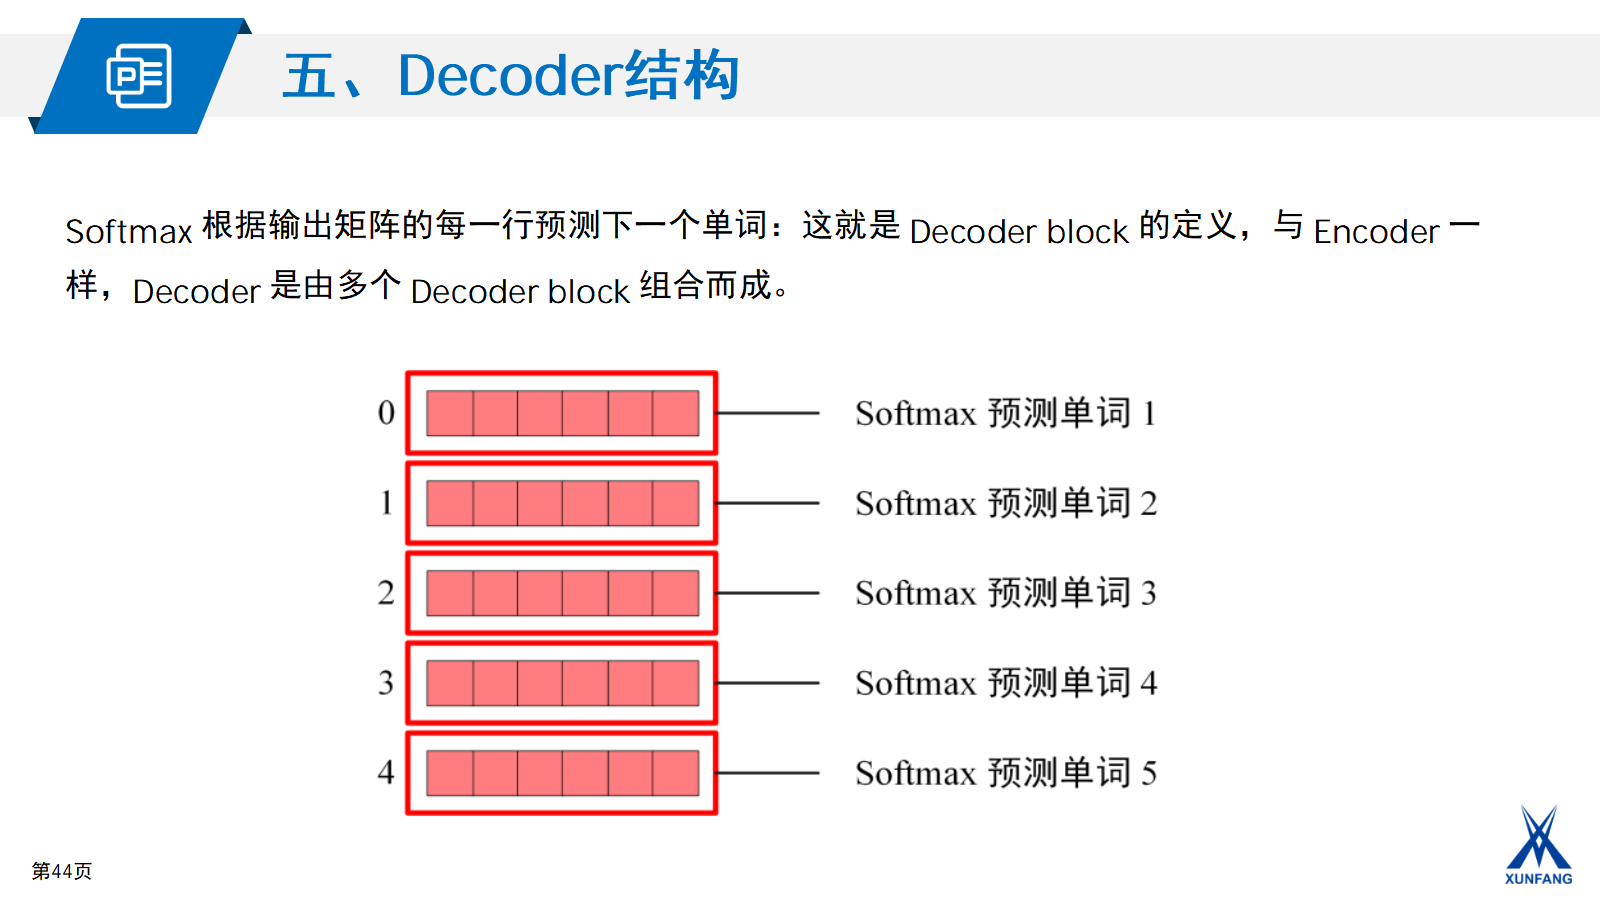 五、Decoder结构
Softmax 根据输出矩阵的每一行预测下一个单词：这就是 Decoder block 的定义，与 Encoder 一
样，Decoder 是由多个 Decoder block 组合而成。
0 Softmax 预测单词 1
1 Softmax 预测单词 2
2 Softmax 预测单词 3
3 Softmax 预测单词 4
4 Softmax 预测单词 5
第44页
XUNFANG